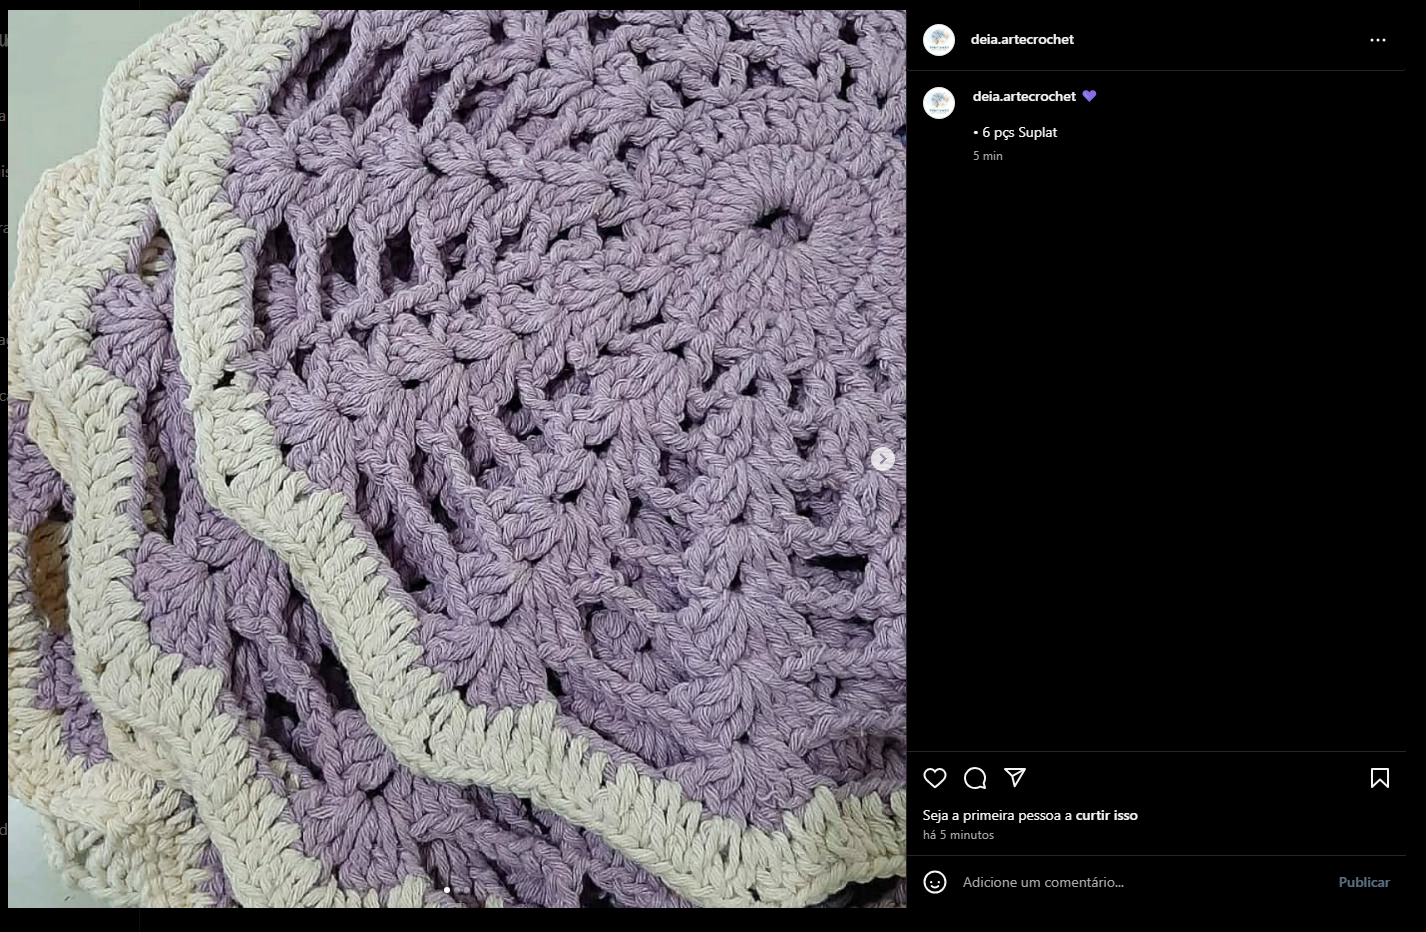 deia.artecrochet
deia.artecrochet 💜
• 6 pçs Suplat
5 min
Seja a primeira pessoa a curtir isso
há 5 minutos
Adicione um comentário...
Publicar